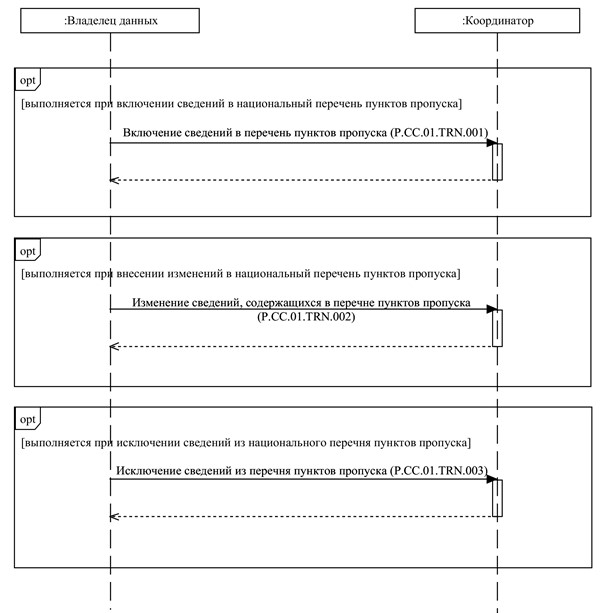 :Владелец данных
:Координатор
opt
[выполняется при включении сведений в национальный перечень пунктов пропуска]
Включение сведений в перечень пунктов пропуска (P.CC.01.TRN.001)
opt
[выполняется при внесении изменений в национальный перечень пунктов пропуска]
Изменение сведений, содержащихся в перечне пунктов пропуска
(P.CC.01.TRN.002)
opt
[выполняется при исключении сведений из национального перечня пунктов пропуска]
Исключение сведений из перечня пунктов пропуска (P.CC.01.TRN.003)